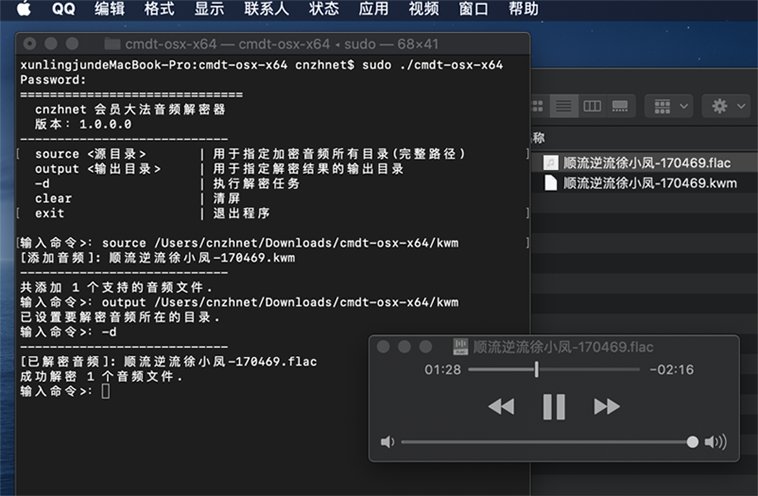 QQ 编辑 格式 显示 联系人 状态 应用 视频 窗口 帮助
cmdt-osx-x64 — cmdt-osx-x64 ◂ sudo — 68×41
xunlingjundeMacBook-Pro:cmdt-osx-x64 cnzhnet$ sudo ./cmdt-osx-x64
Password:
==============================
cnzhnet 会员大法音频解密器
版本: 1.0.0.0
----------------------------
source <源目录> | 用于指定加密音频所有目录(完整路径)
output <输出目录> | 用于指定解密结果的输出目录
-d | 执行解密任务
clear | 清屏
exit | 退出程序
----------------------------
输入命令>: source /Users/cnzhnet/Downloads/cmdt-osx-x64/kwm
[添加音频]: 顺流逆流徐小凤-170469.kwm
----------------------------
共添加 1 个支持的音频文件.
输入命令>: output /Users/cnzhnet/Downloads/cmdt-osx-x64/kwm
已设置要解密音频所在的目录.
输入命令>: -d
----------------------------
[已解密音频]: 顺流逆流徐小凤-170469.flac
成功解密 1 个音频文件.
输入命令>:
称
顺流逆流徐小凤-170469.flac
顺流逆流徐小凤-170469.kwm
顺流逆流徐小凤-170469.flac
01:28 -02:16